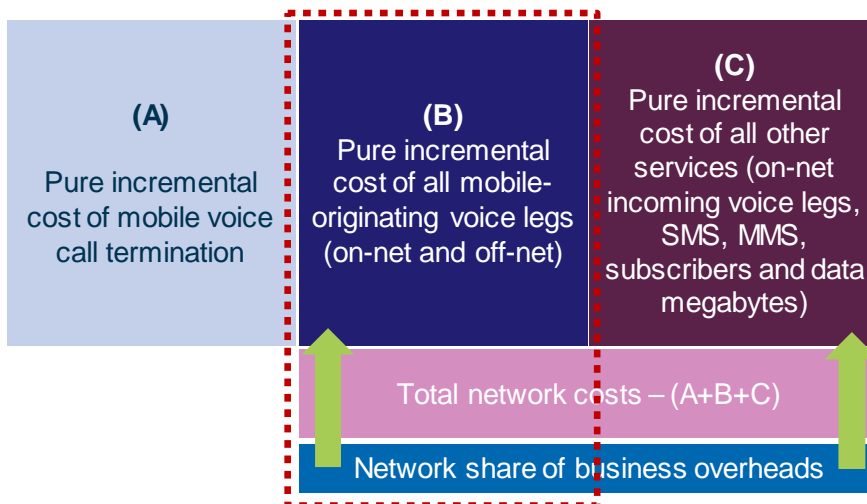 (A)
Pure incremental
cost of mobile voice
call termination
(B)
Pure incremental
cost of all mobile-
originating voice legs
(on-net and off-net)
(C)
Pure incremental
cost of all other
services (on-net
incoming voice legs,
SMS, MMS,
subscribers and data
megabytes)
Total network costs – (A+B+C)
Network share of business overheads